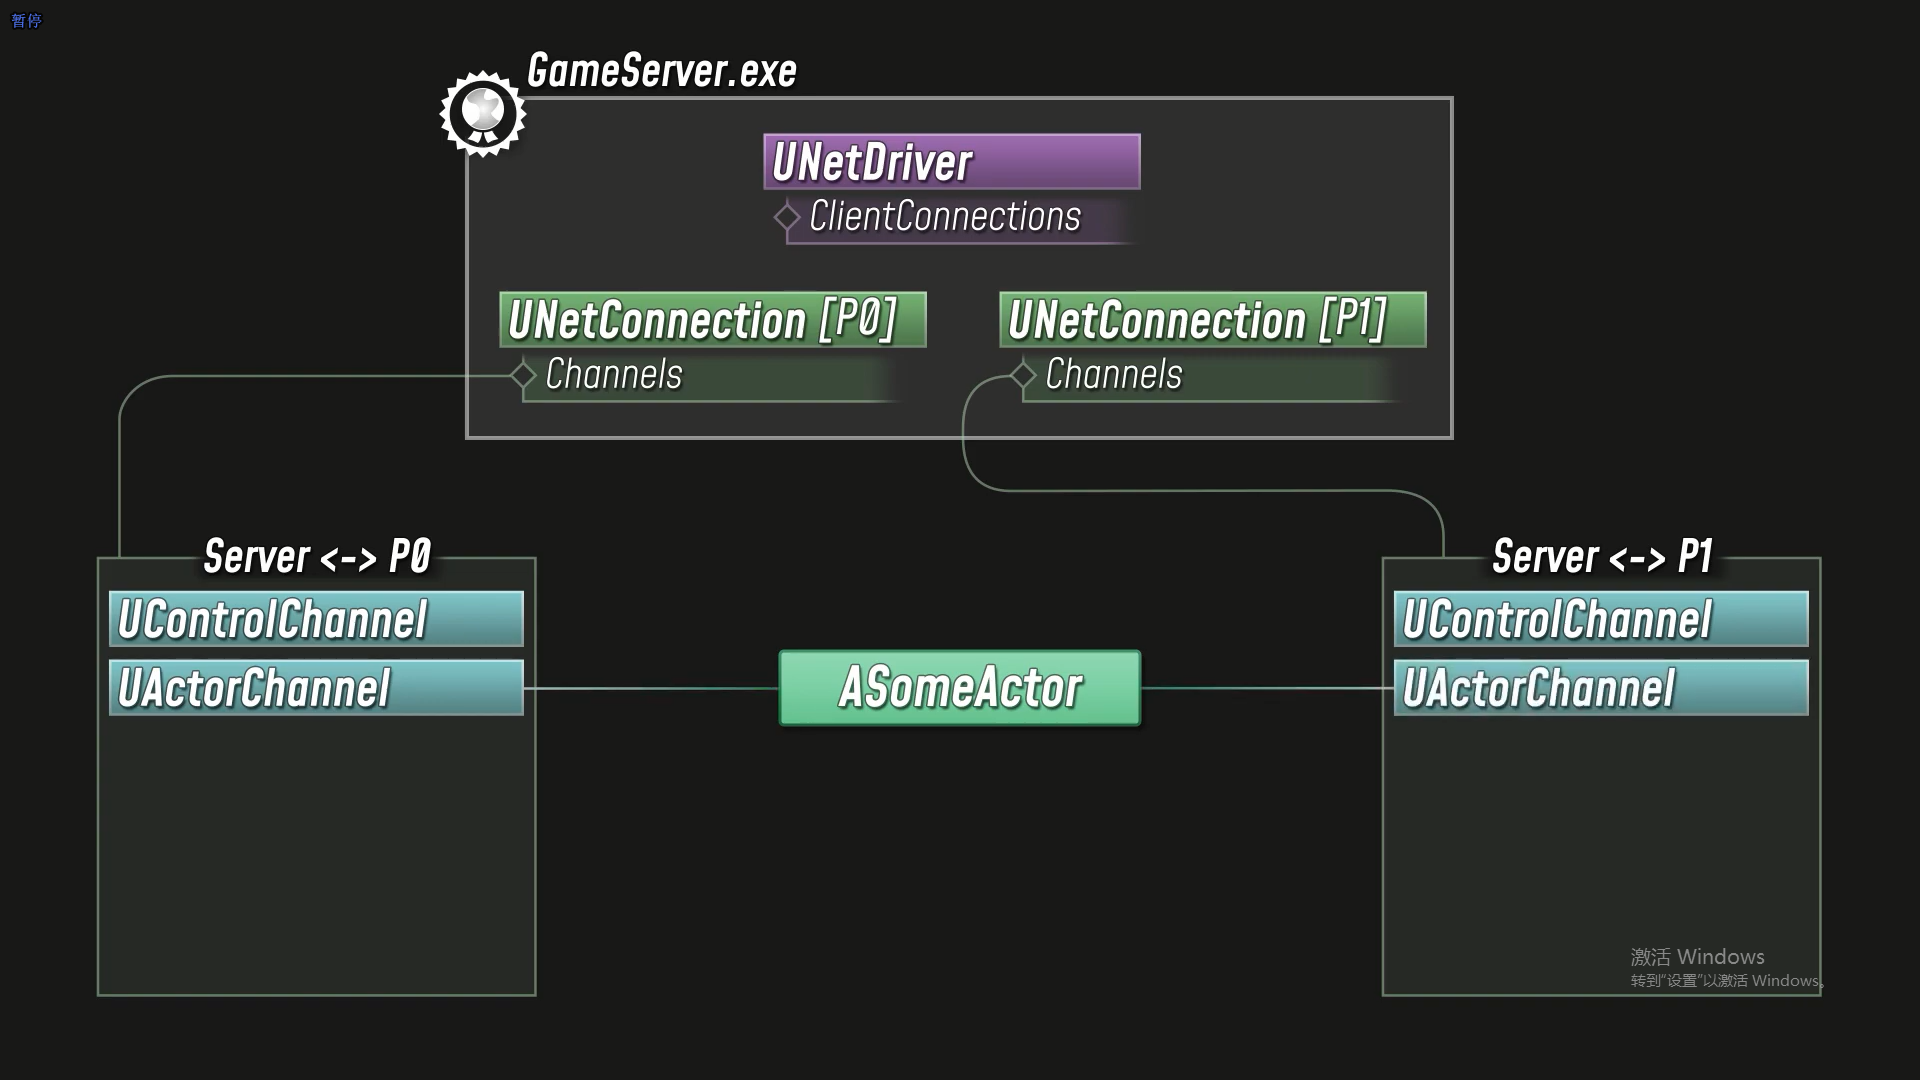 暂停
GameServer.exe
UNetDriver
ClientConnections
UNetConnection [P0]
UNetConnection [P1]
Channels
Channels
Server <-> P0
Server <-> P1
UControlChannel
UControlChannel
UActorChannel
ASomeActor
UActorChannel
激活 Windows
转到“设置”以激活 Windows。